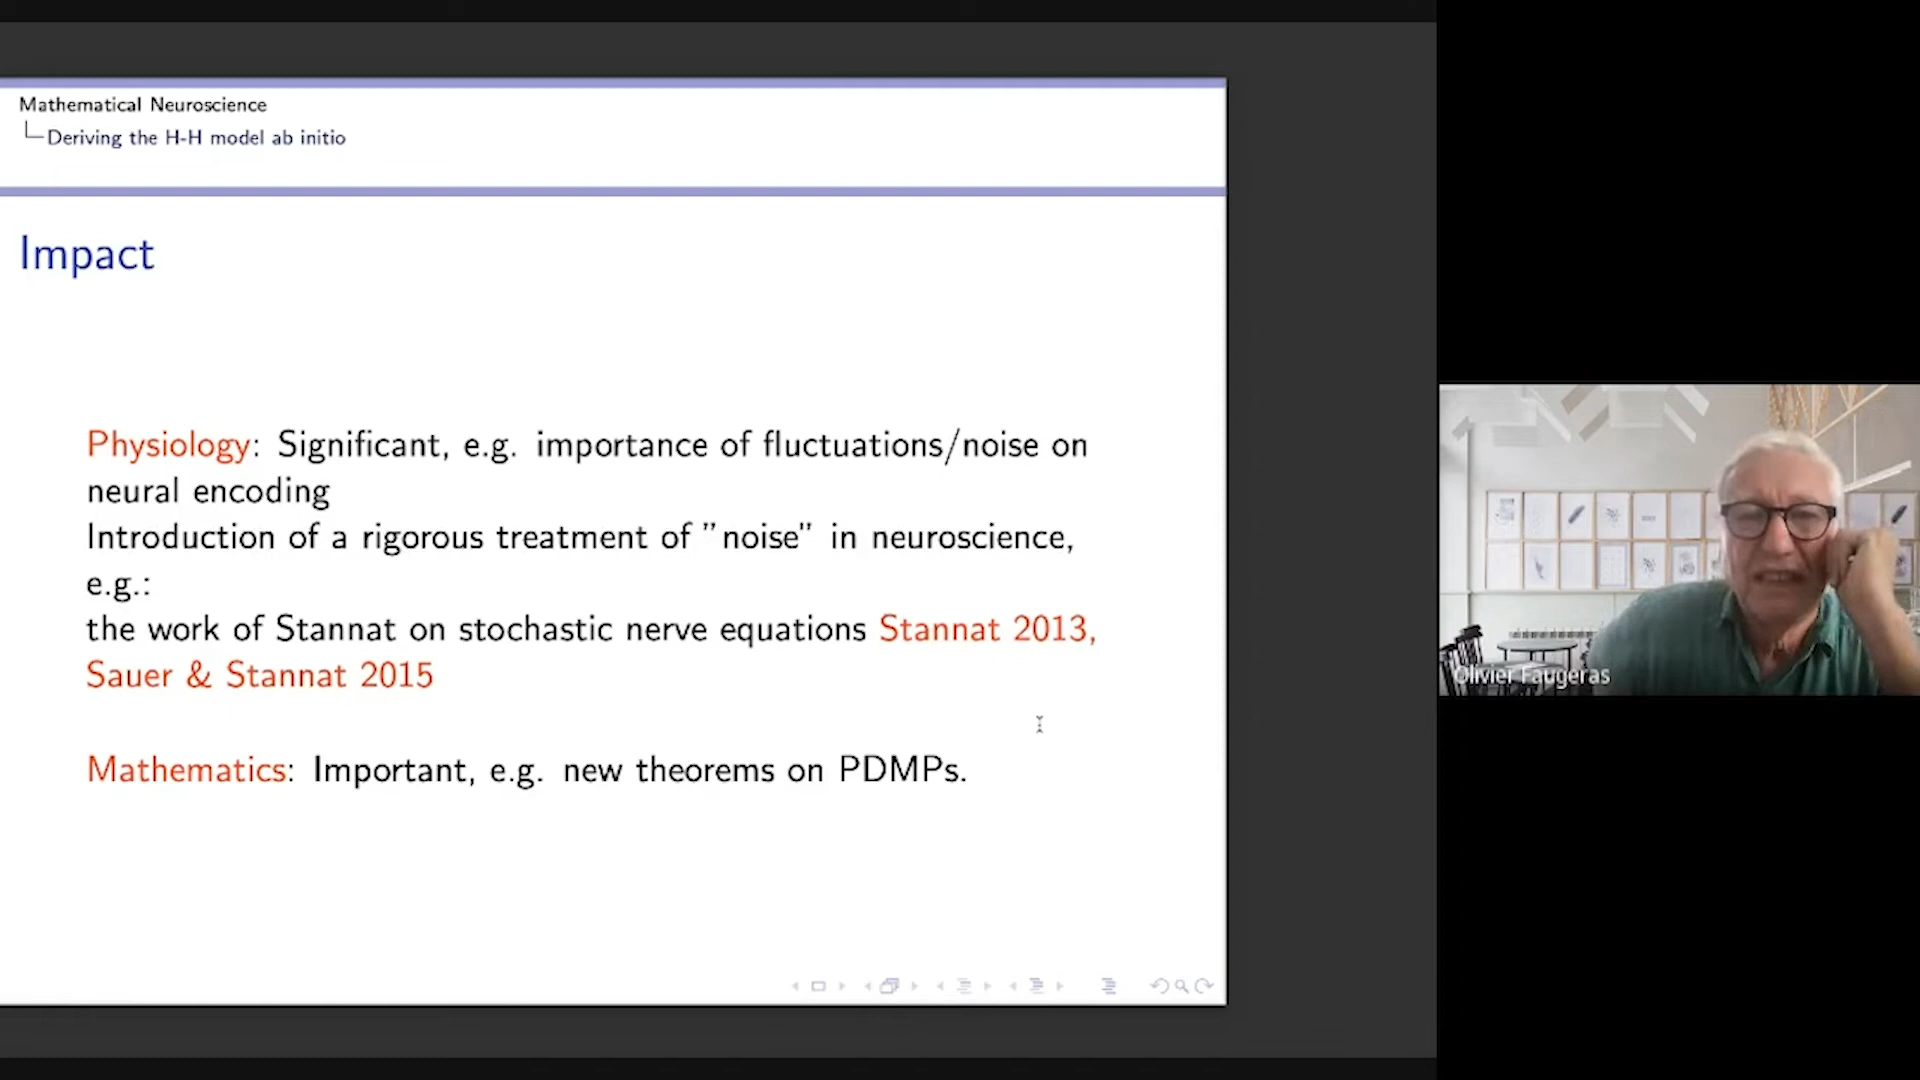 Mathematical Neuroscience
Deriving the H-H model ab initio
Impact
Physiology: Significant, e.g. importance of fluctuations/noise on
neural encoding
Introduction of a rigorous treatment of "noise" in neuroscience,
e.g.:
the work of Stannat on stochastic nerve equations Stannat 2013,
Sauer & Stannat 2015
Mathematics: Important, e.g. new theorems on PDMPs.
Olivier Faugeras